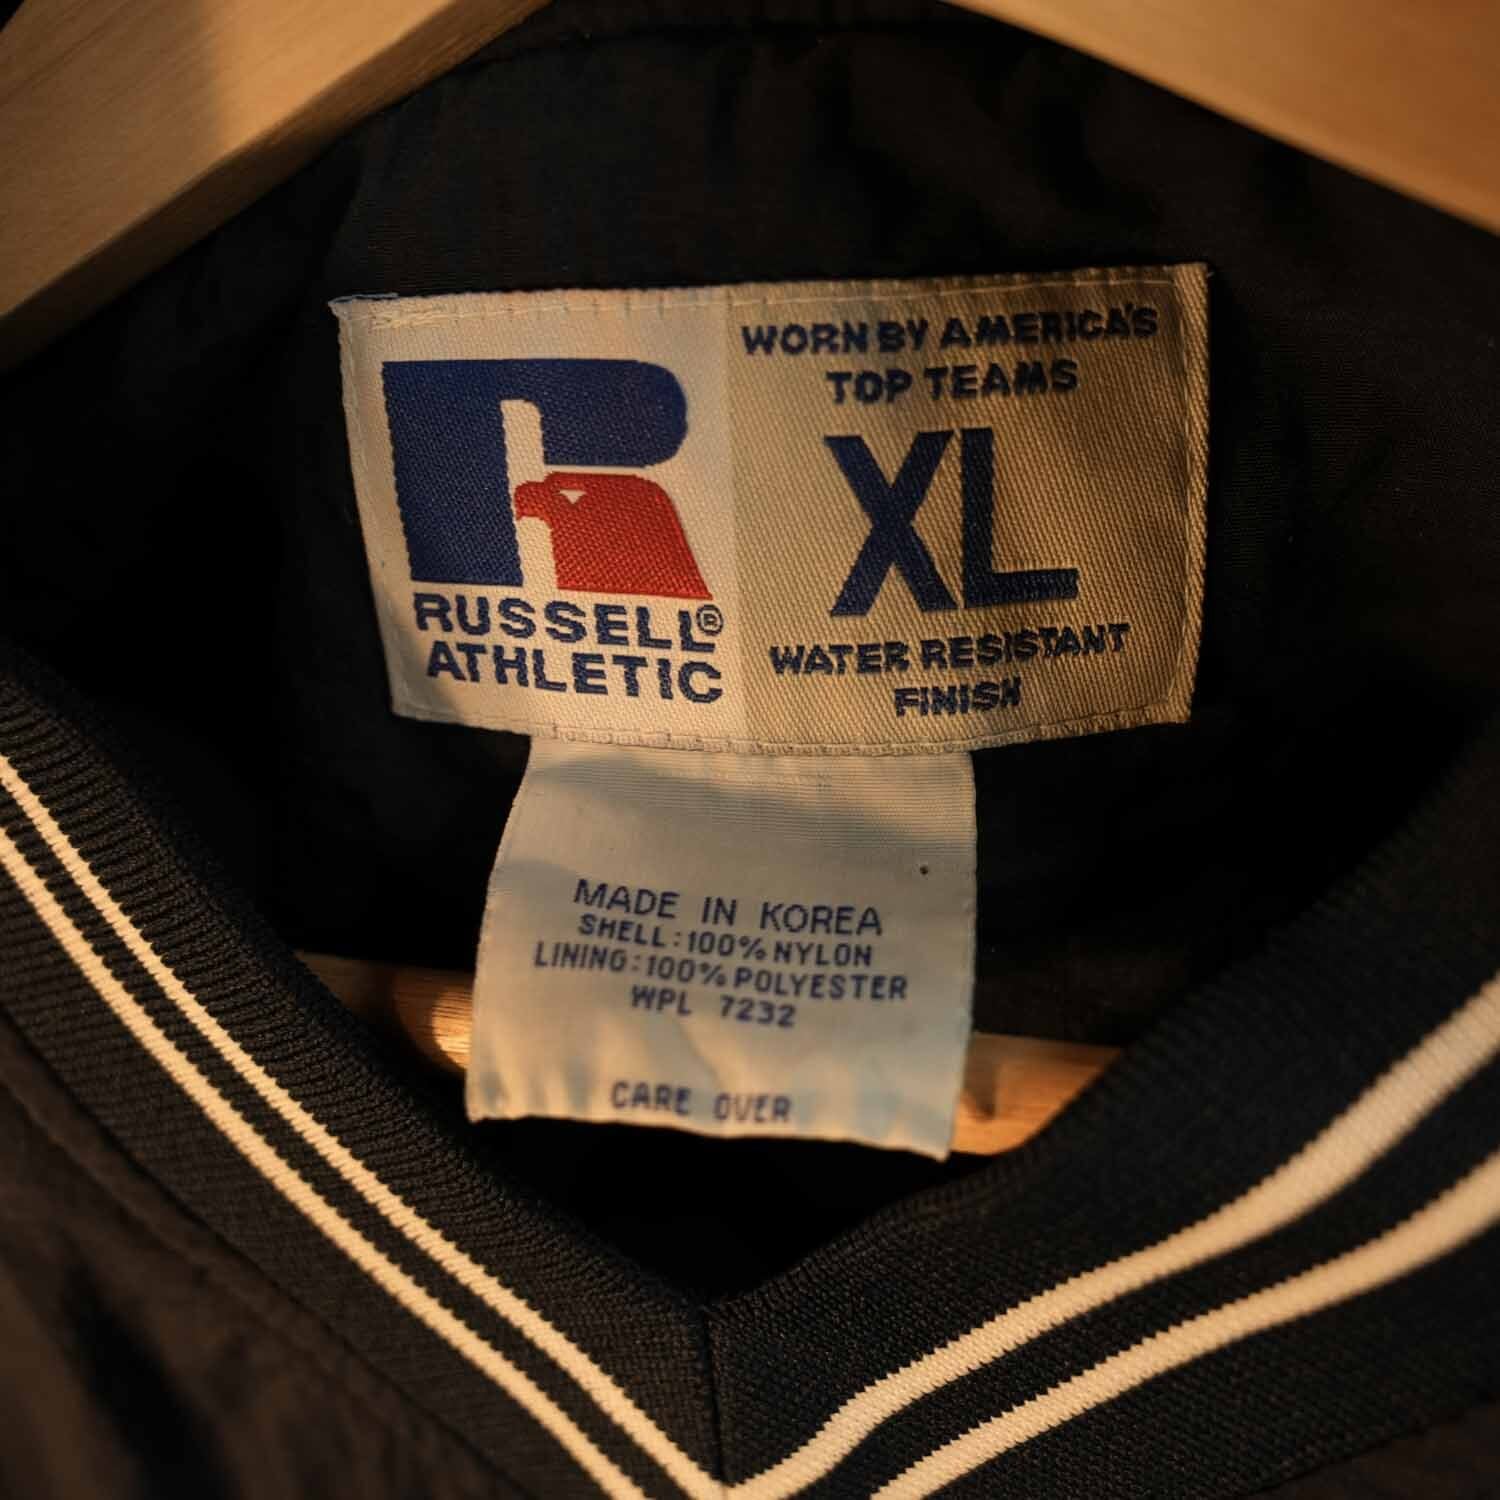 WORN BY AMERICA'S
TOP TEAMS
XL
WATER RESISTANT
FINISH
RUSSELL®
ATHLETIC
MADE IN KOREA
SHELL:100% NYLON
LINING:100% POLYESTER
WPL 7232
CARE OVER